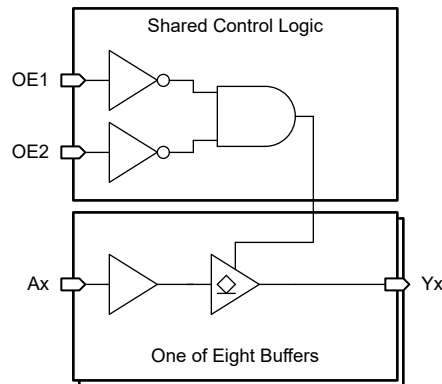 Shared Control Logic
OE1
OE2
Ax
Yx
One of Eight Buffers